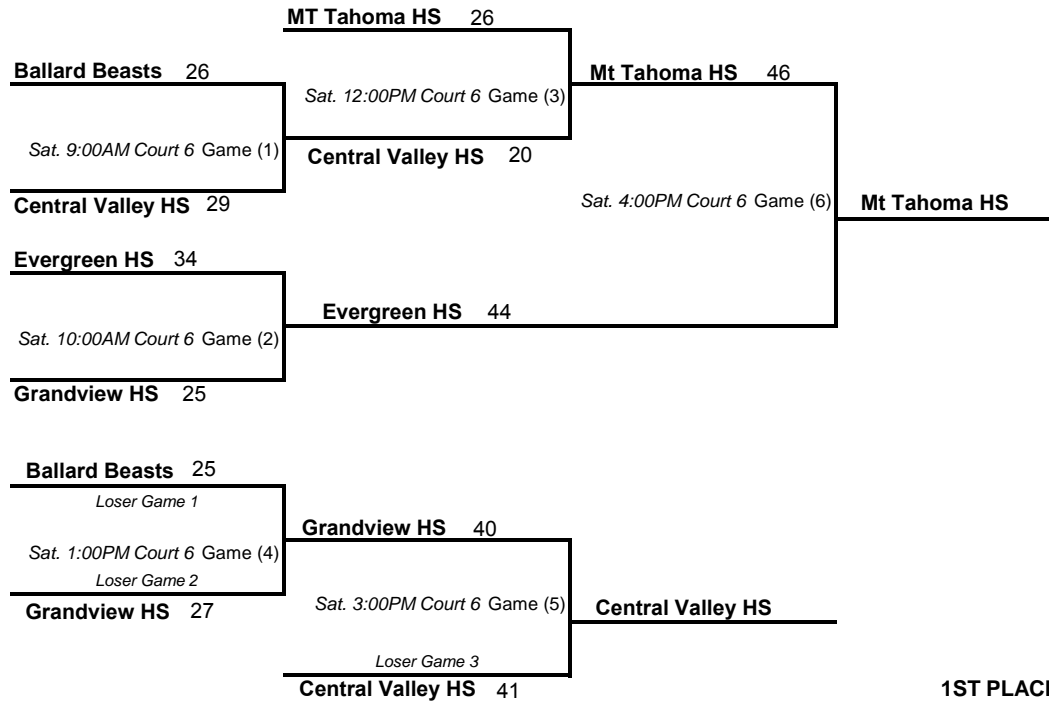 MT Tahoma HS 26
Ballard Beasts 26
Mt Tahoma HS 46
Sat. 12:00PM Court 6 Game (3)
Sat. 9:00AM Court 6 Game (1)
Central Valley HS 20
Central Valley HS 29
Sat. 4:00PM Court 6 Game (6)
Mt Tahoma HS
Evergreen HS 34
Evergreen HS 44
Sat. 10:00AM Court 6 Game (2)
Grandview HS 25
Ballard Beasts 25
Loser Game 1
Grandview HS 40
Sat. 1:00PM Court 6 Game (4)
Loser Game 2
Grandview HS 27
Sat. 3:00PM Court 6 Game (5)
Central Valley HS
Loser Game 3
Central Valley HS 41
1ST PLAC